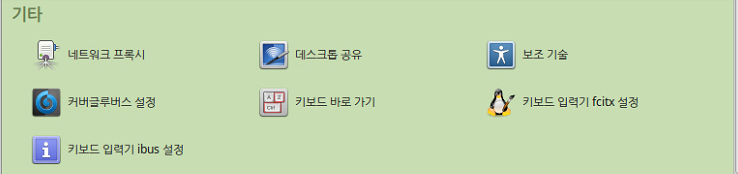 기타
네트워크 프록시
데스크톱 공유
보조 기술
커버글루버스 설정
키보드 바로 가기
키보드 입력기 fcitx 설정
키보드 입력기 ibus 설정